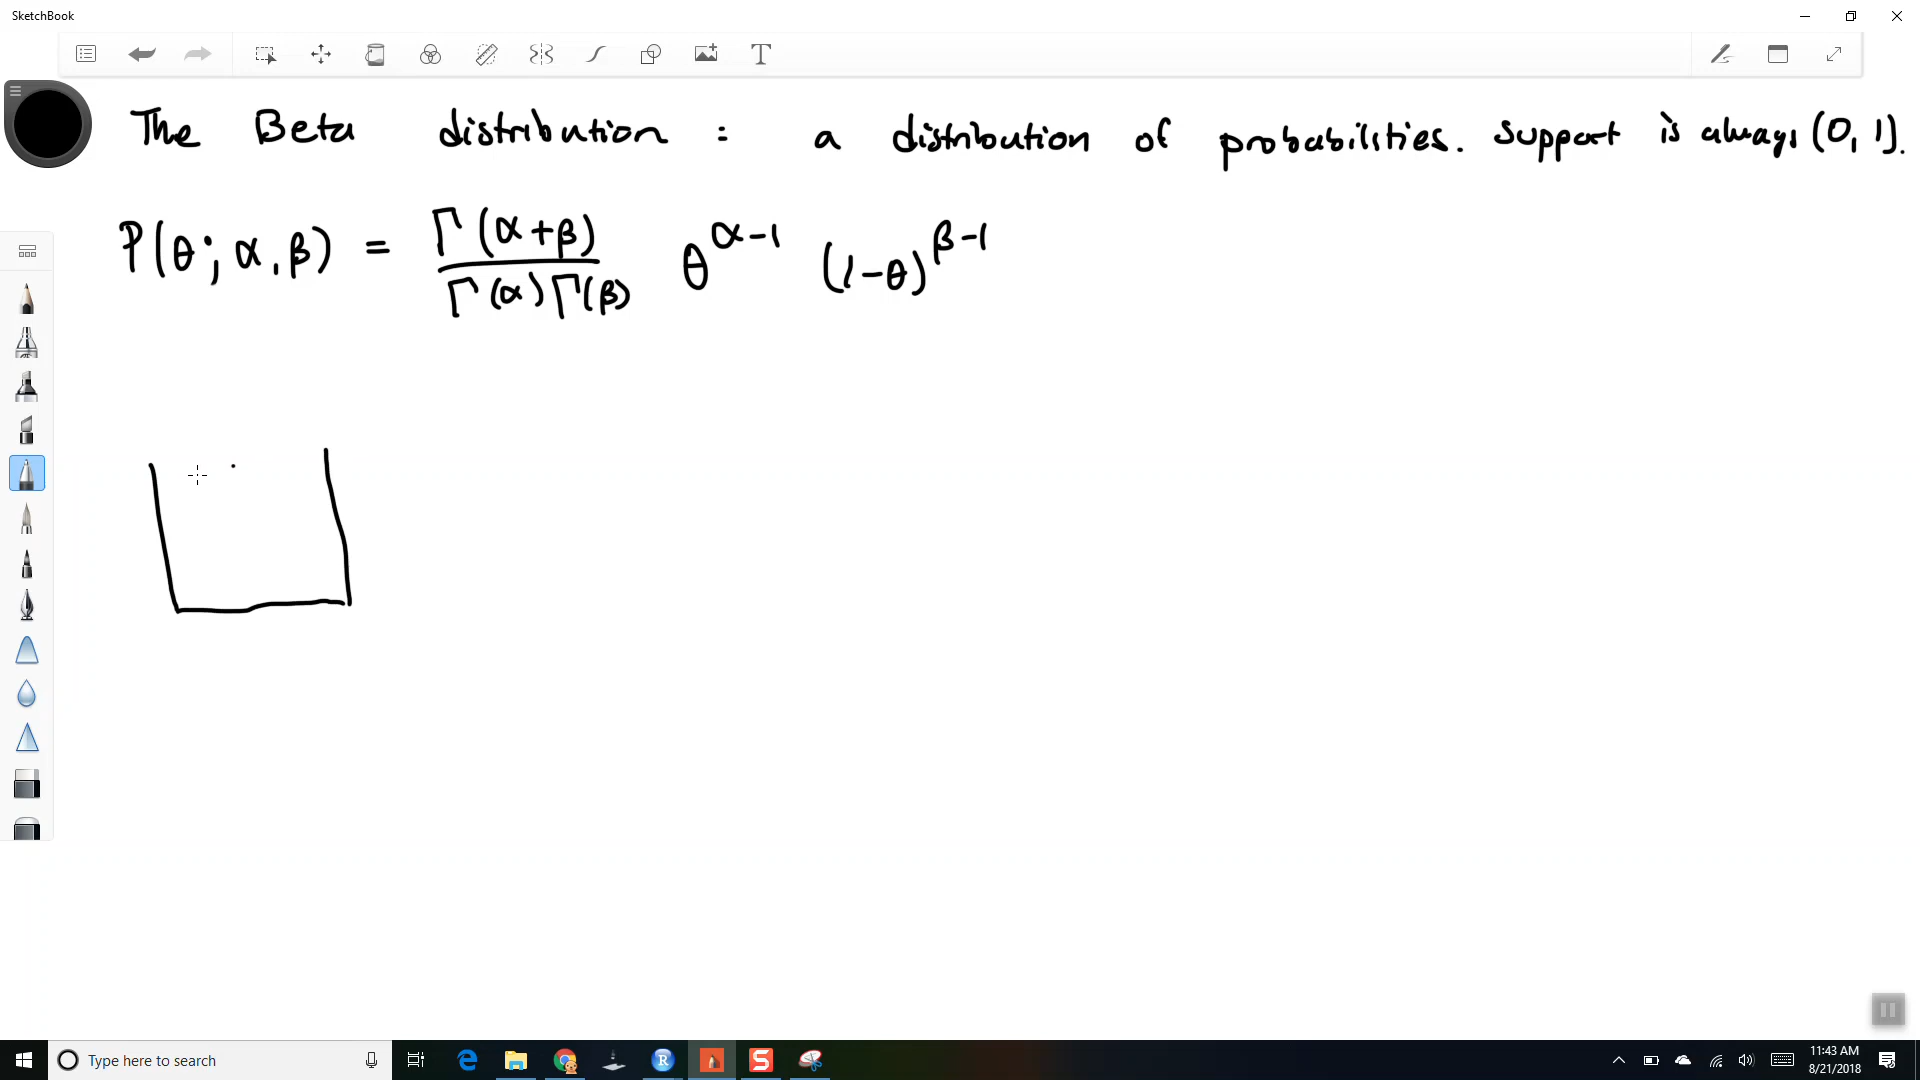 SketchBook
The Beta distribution : a distribution of probabilities. Support is always (0, 1).
P(θ; α, β) = Γ(α+β) / Γ(α)Γ(β) θ^α-1 (1-θ)^β-1
Type here to search
11:43 AM
8/21/2018